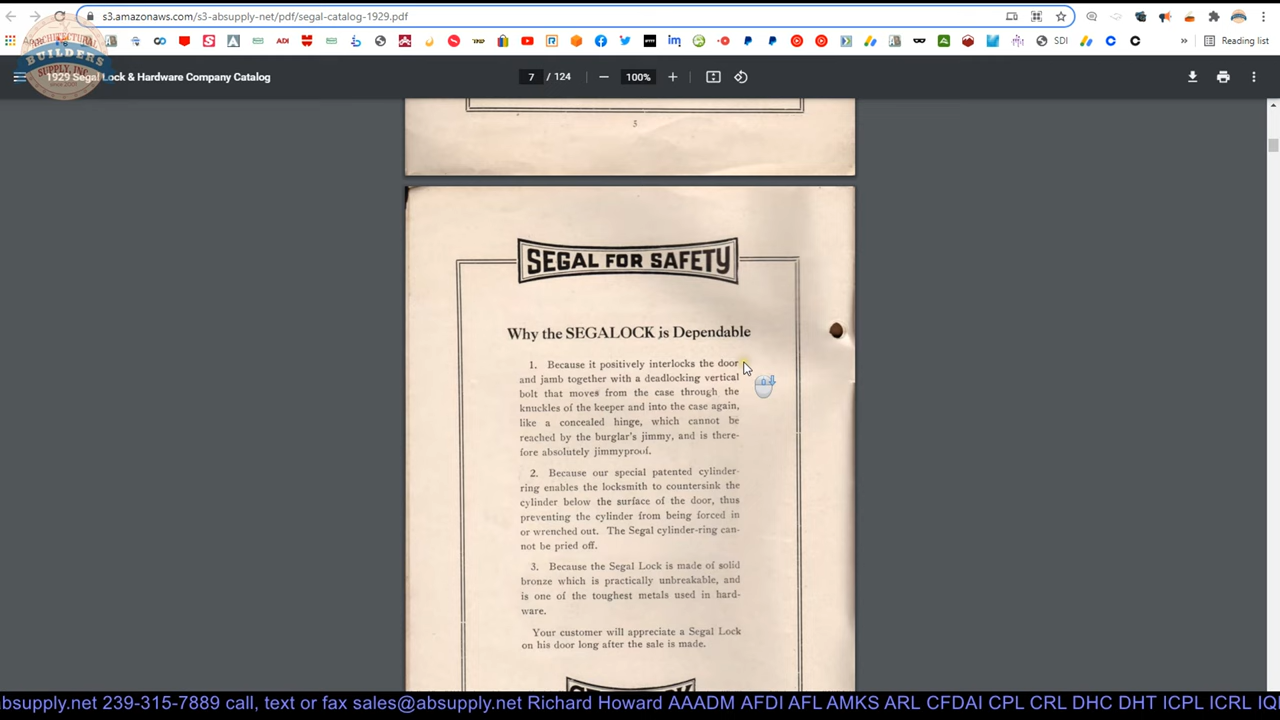 s3.amazonaws.com/s3-absupply-net/pdf/segal-catalog-1929.pdf
SDI
Reading list
ARCHITECTURAL
BUILDERS
SUPPLY, INC.
1929 Segal Lock & Hardware Company Catalog
7 / 124
100%
5
SEGAL FOR SAFETY
Why the SEGALOCK is Dependable
1. Because it positively interlocks the door
and jamb together with a deadlocking vertical
bolt that moves from the case through the
knuckles of the keeper and into the case again,
like a concealed hinge, which cannot be
reached by the burglar's jimmy, and is there-
fore absolutely jimmyproof.
2. Because our special patented cylinder-
ring enables the locksmith to countersink the
cylinder below the surface of the door, thus
preventing the cylinder from being forced in
or wrenched out. The Segal cylinder-ring can-
not be pried off.
3. Because the Segal Lock is made of solid
bronze which is practically unbreakable, and
is one of the toughest metals used in hard-
ware.
Your customer will appreciate a Segal Lock
on his door long after the sale is made.
absupply.net 239-315-7889 call, text or fax sales@absupply.net Richard Howard AAADM AFDI AFL AMKS ARL CFDAI CPL CRL DHC DHT ICPL ICRL IQ